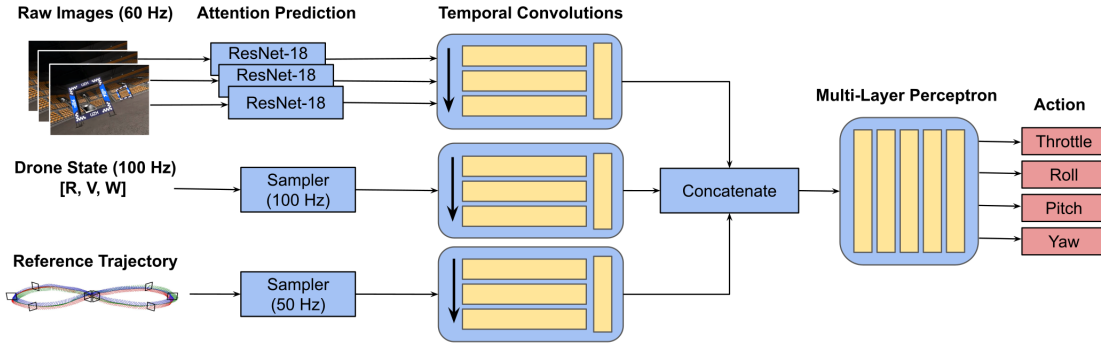 Raw Images (60 Hz)
Attention Prediction
Temporal Convolutions
ResNet-18
ResNet-18
ResNet-18
Multi-Layer Perceptron
Action
Throttle
Roll
Pitch
Yaw
Drone State (100 Hz)
[R, V, W]
Sampler
(100 Hz)
Concatenate
Reference Trajectory
Sampler
(50 Hz)